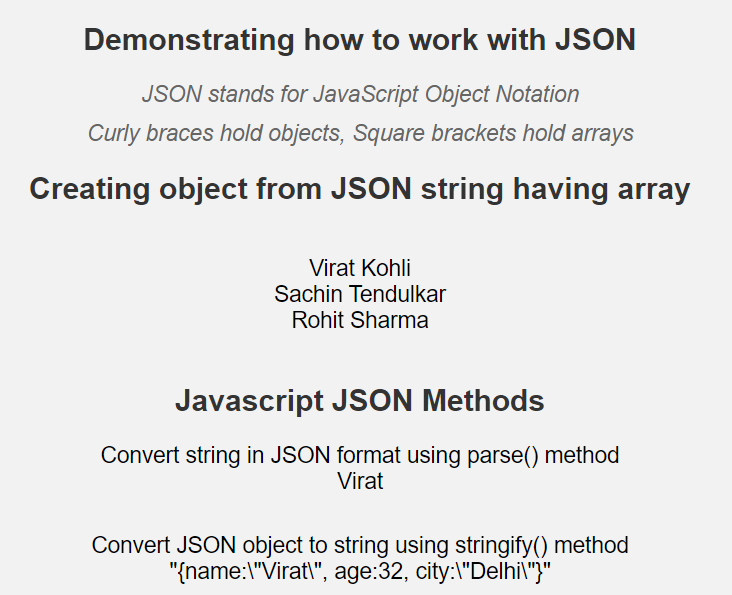 Demonstrating how to work with JSON
JSON stands for JavaScript Object Notation
Curly braces hold objects, Square brackets hold arrays
Creating object from JSON string having array
Virat Kohli
Sachin Tendulkar
Rohit Sharma
Javascript JSON Methods
Convert string in JSON format using parse() method
Virat
Convert JSON object to string using stringify() method
"{name:\"Virat\", age:32, city:\"Delhi\"}"